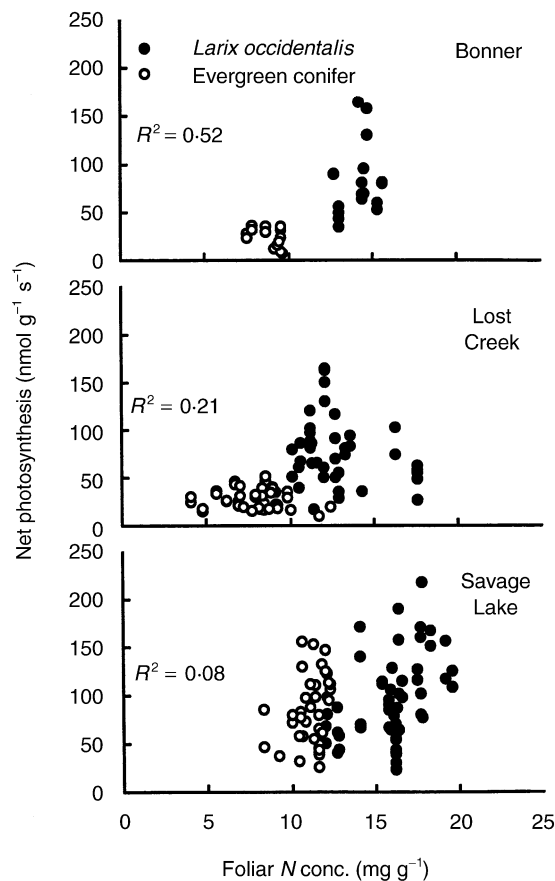 250
200
150
100
50
0
Larix occidentalis
Evergreen conifer
Bonner
R² = 0·52
250
200
150
100
50
0
Lost
Creek
R² = 0·21
Net photosynthesis (nmol g⁻¹ s⁻¹)
250
200
150
100
50
0
Savage
Lake
R² = 0·08
0 5 10 15 20 25
Foliar N conc. (mg g⁻¹)